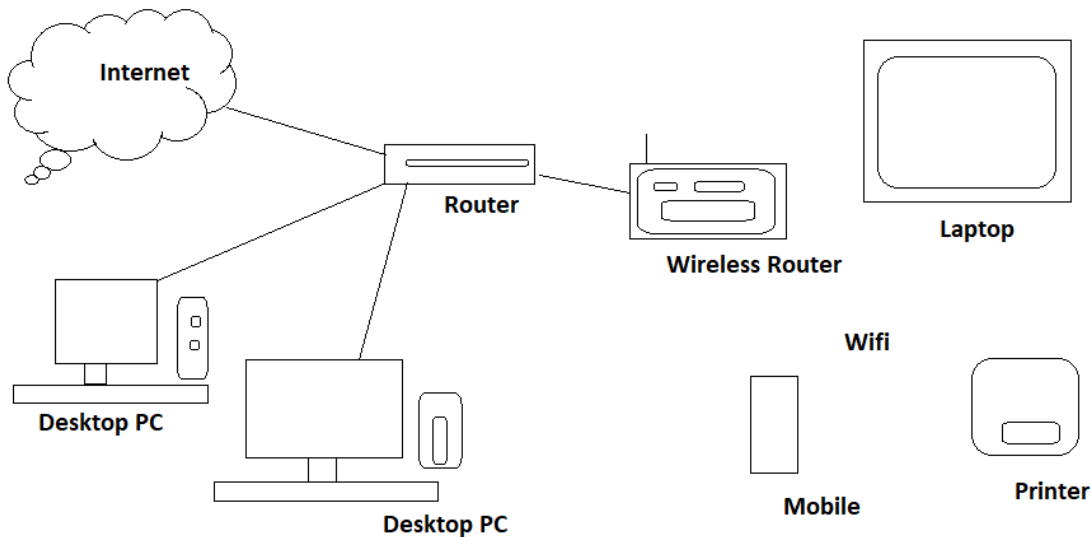 Internet
Router
Laptop
Wireless Router
Wifi
Desktop PC
Printer
Mobile
Desktop PC